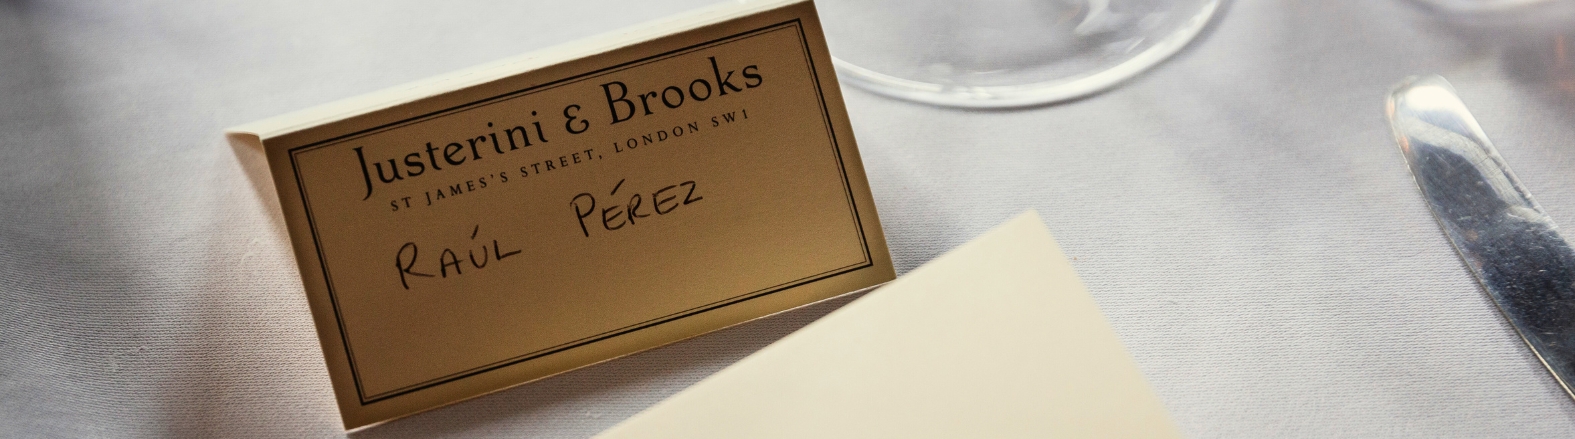 Justerini & Brooks
ST JAMES'S STREET, LONDON SW1
RAÚL PÉREZ